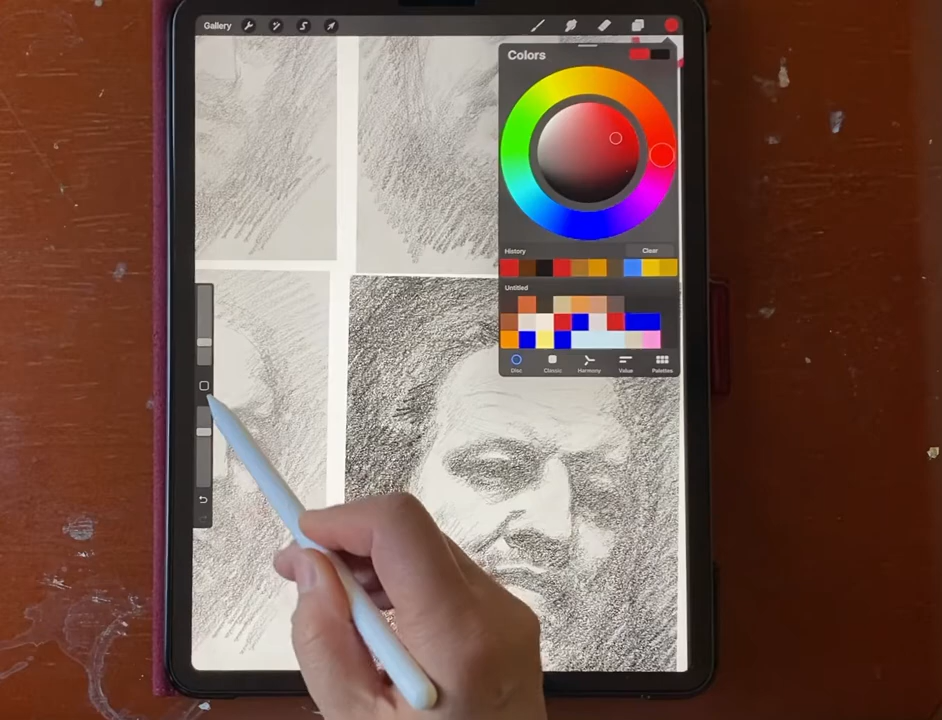 Gallery
Colors
History
Clear
Untitled
Disc
Classic
Harmony
Value
Palettes